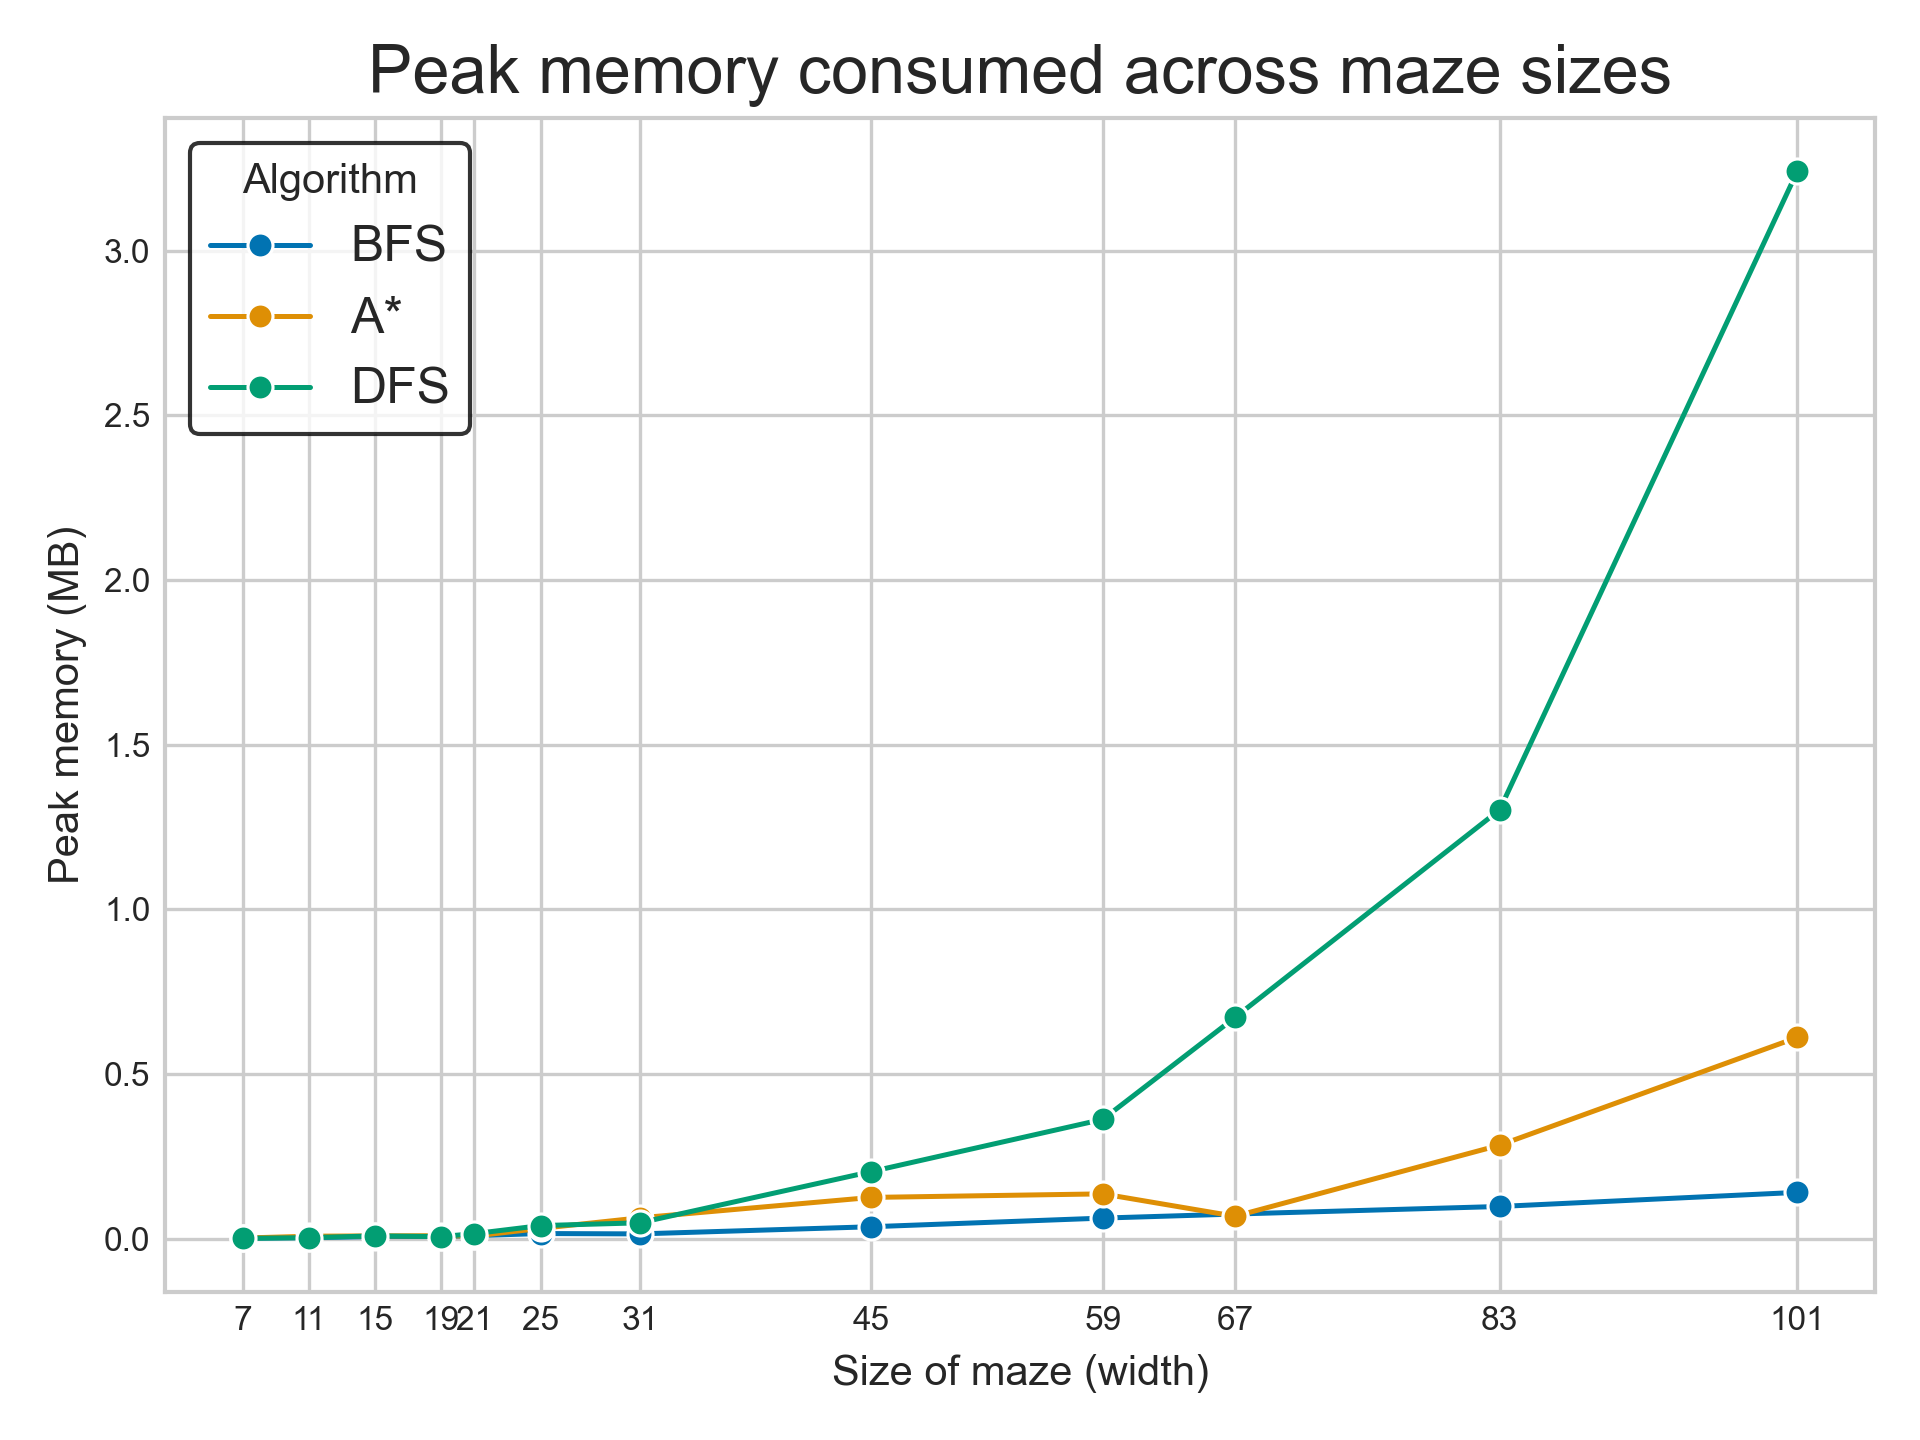 Peak memory consumed across maze sizes
Algorithm
BFS
A*
DFS
Peak memory (MB)
3.0
2.5
2.0
1.5
1.0
0.5
0.0
7 11 15 19 21 25 31 45 59 67 83 101
Size of maze (width)